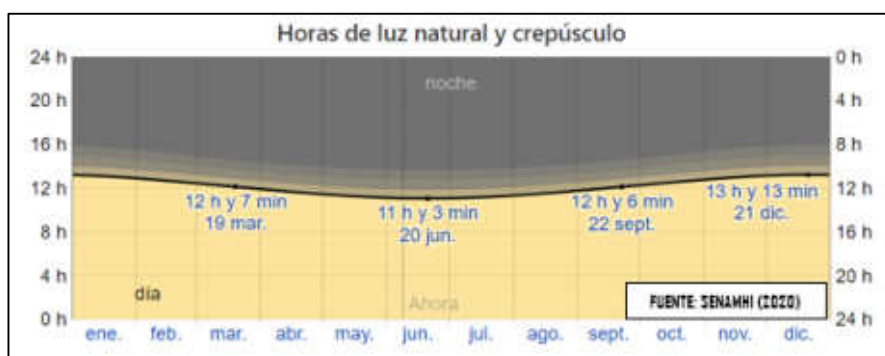 Horas de luz natural y crepúsculo
24 h
0 h
noche
20 h
4 h
16 h
8 h
12 h
12 h
12 h y 7 min
19 mar.
11 h y 3 min
20 jun.
12 h y 6 min
22 sept.
13 h y 13 min
21 dic.
8 h
16 h
4 h
20 h
día
Ahora
FUENTE: SENAMHI (2020)
0 h
24 h
ene. feb. mar. abr. may. jun. jul. ago. sept. oct. nov. dic.